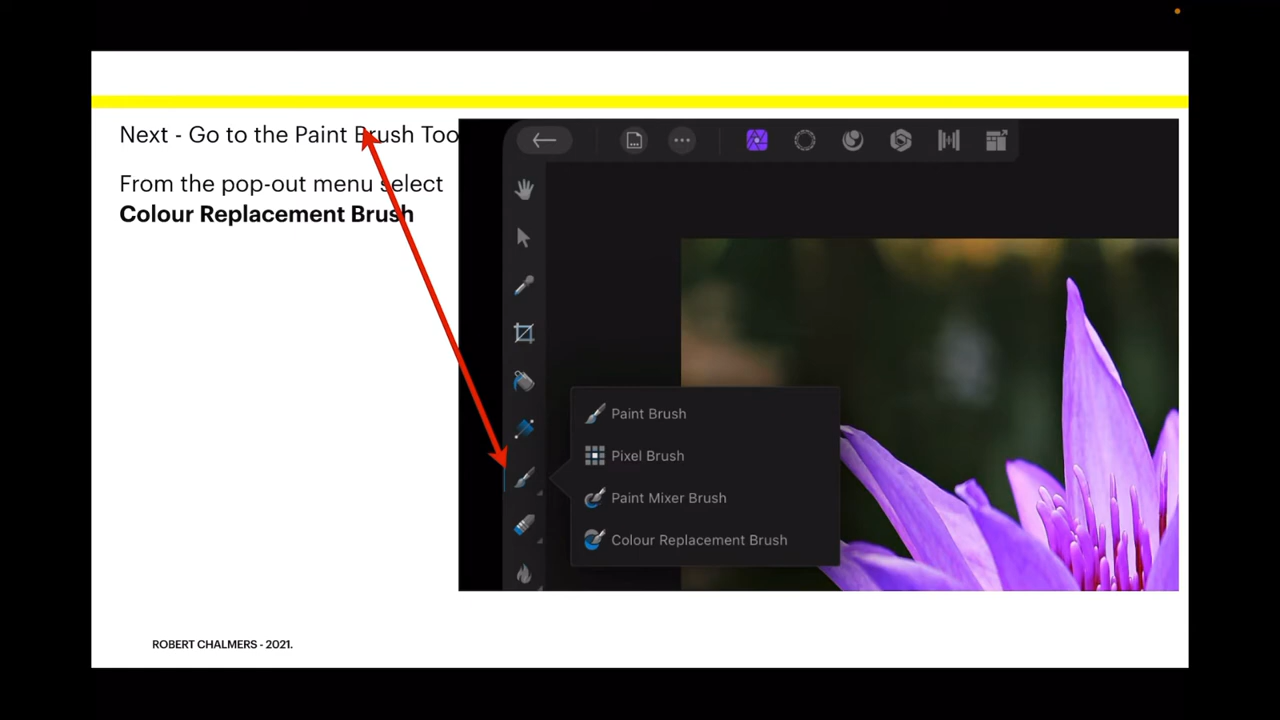 Next - Go to the Paint Brush Too
From the pop-out menu select
Colour Replacement Brush
Paint Brush
Pixel Brush
Paint Mixer Brush
Colour Replacement Brush
ROBERT CHALMERS - 2021.